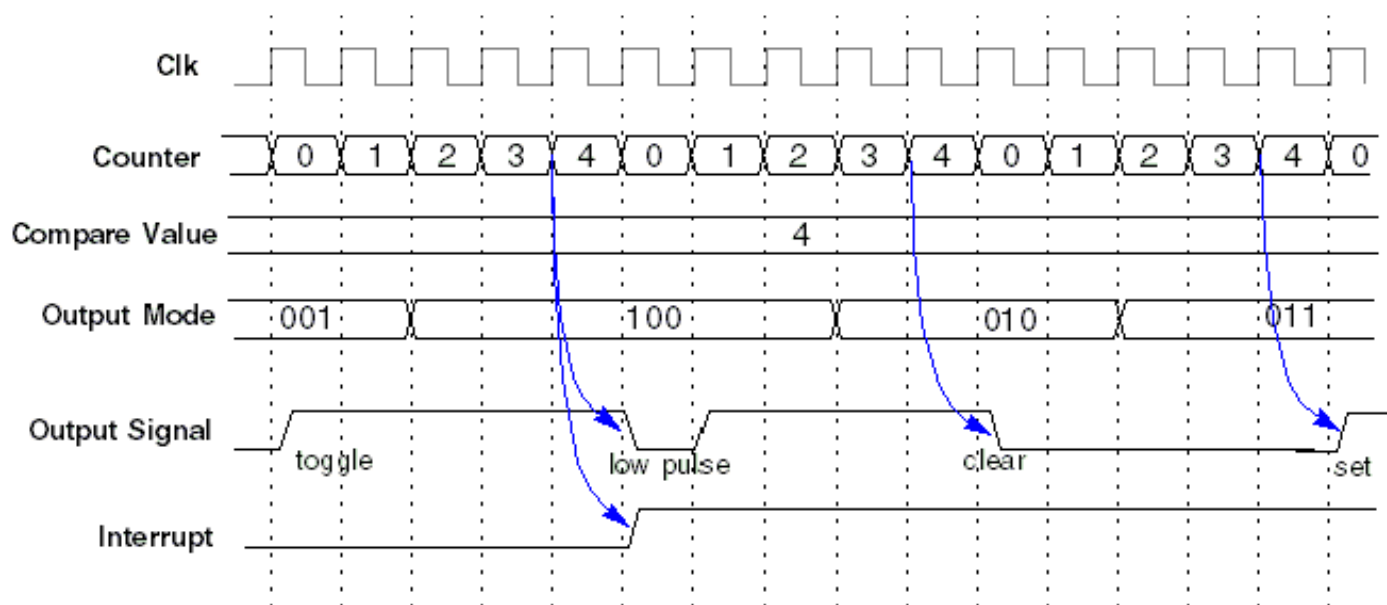 Clk
Counter 0 1 2 3 4 0 1 2 3 4 0 1 2 3 4 0
Compare Value 4
Output Mode 001 100 010 011
Output Signal
toggle low pulse clear set
Interrupt